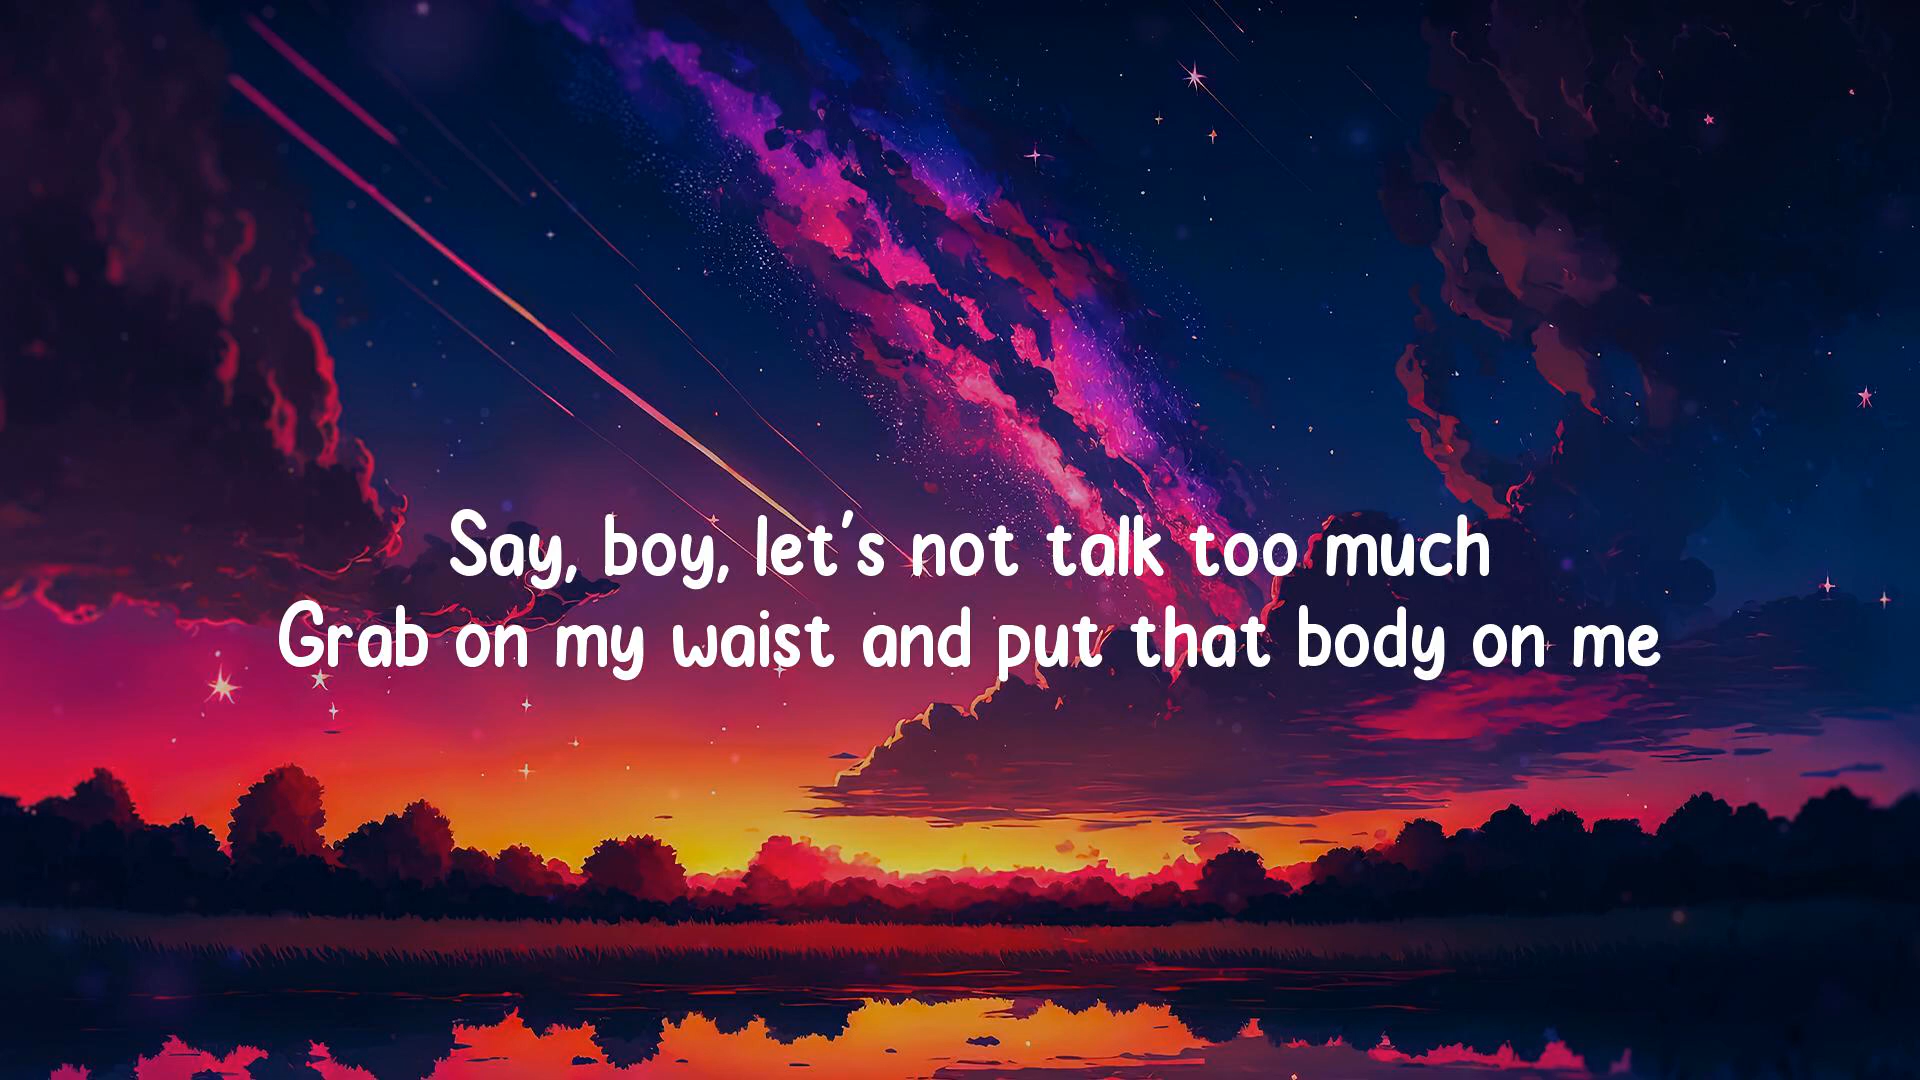 Say, boy, let's not talk too much
Grab on my waist and put that body on me